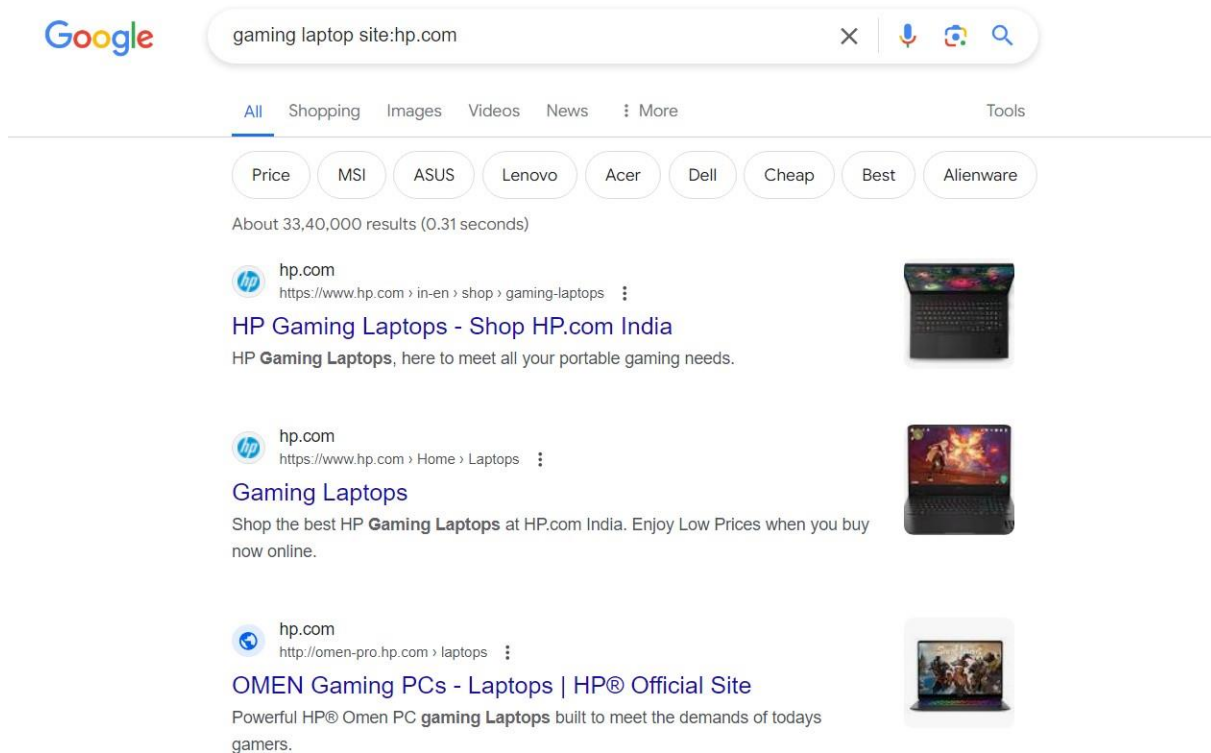 Google
gaming laptop site:hp.com
All Shopping Images Videos News More Tools
Price MSI ASUS Lenovo Acer Dell Cheap Best Alienware
About 33,40,000 results (0.31 seconds)
hp
hp.com
https://www.hp.com › in-en › shop › gaming-laptops
HP Gaming Laptops - Shop HP.com India
HP Gaming Laptops, here to meet all your portable gaming needs.
hp
hp.com
https://www.hp.com › Home › Laptops
Gaming Laptops
Shop the best HP Gaming Laptops at HP.com India. Enjoy Low Prices when you buy
now online.
hp.com
http://omen-pro.hp.com › laptops
OMEN Gaming PCs - Laptops | HP® Official Site
Powerful HP® Omen PC gaming Laptops built to meet the demands of todays
gamers.